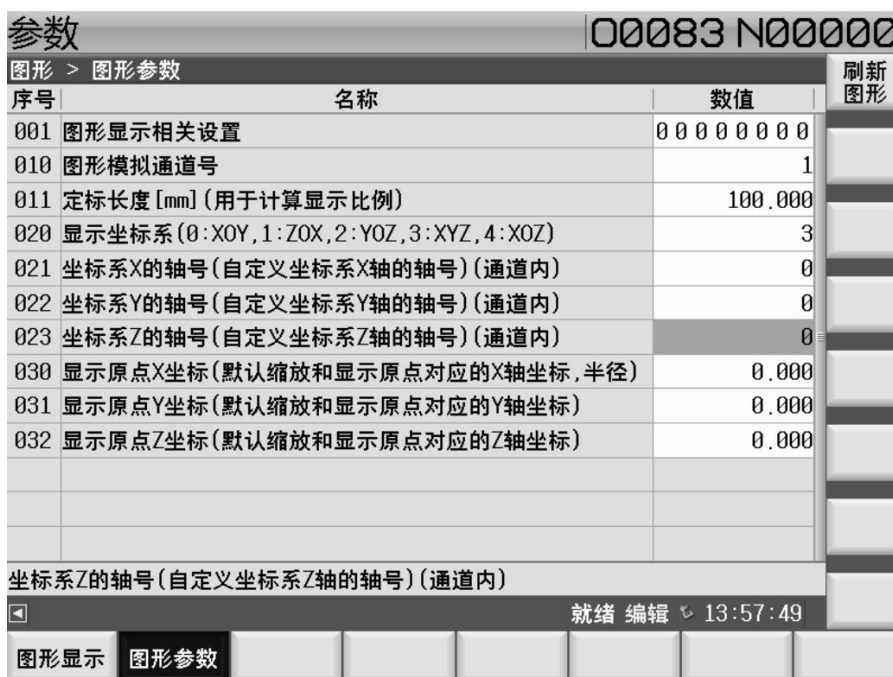 参数 O0083 N00000
图形 > 图形参数
刷新
图形
序号 名称 数值
001 图形显示相关设置 00000000
010 图形模拟通道号 1
011 定标长度[mm](用于计算显示比例) 100.000
020 显示坐标系(0:XOY,1:ZOX,2:YOZ,3:XYZ,4:XOZ) 3
021 坐标系X的轴号(自定义坐标系X轴的轴号)(通道内) 0
022 坐标系Y的轴号(自定义坐标系Y轴的轴号)(通道内) 0
023 坐标系Z的轴号(自定义坐标系Z轴的轴号)(通道内) 0
030 显示原点X坐标(默认缩放和显示原点对应的X轴坐标,半径) 0.000
031 显示原点Y坐标(默认缩放和显示原点对应的Y轴坐标) 0.000
032 显示原点Z坐标(默认缩放和显示原点对应的Z轴坐标) 0.000
坐标系Z的轴号(自定义坐标系Z轴的轴号)(通道内)
就绪 编辑 13:57:49
图形显示 图形参数